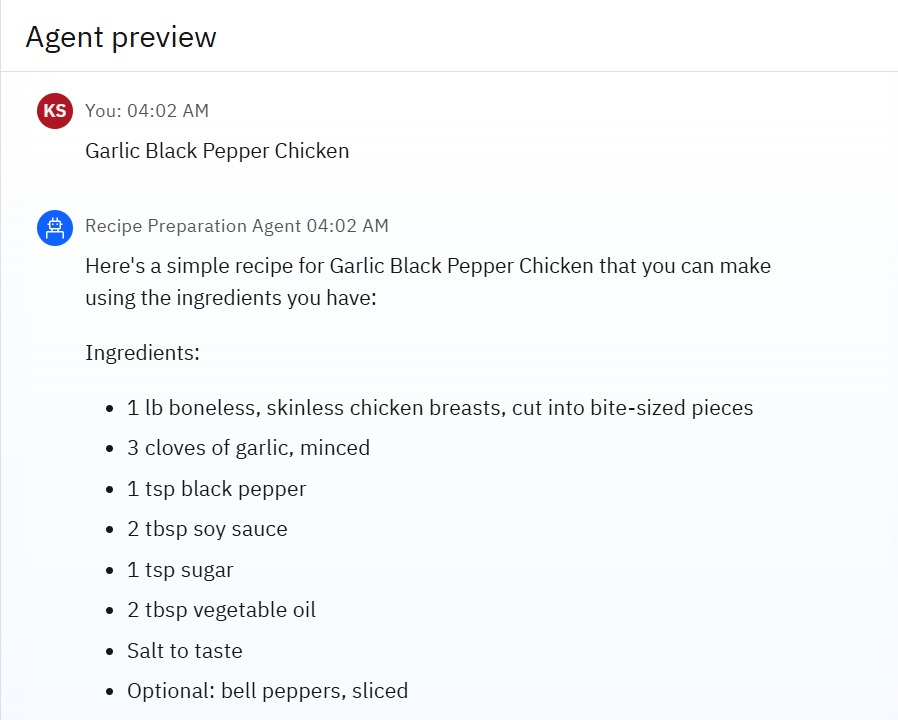 Agent preview
KS
You: 04:02 AM
Garlic Black Pepper Chicken
Recipe Preparation Agent 04:02 AM
Here's a simple recipe for Garlic Black Pepper Chicken that you can make
using the ingredients you have:
Ingredients:
• 1 lb boneless, skinless chicken breasts, cut into bite-sized pieces
• 3 cloves of garlic, minced
• 1 tsp black pepper
• 2 tbsp soy sauce
• 1 tsp sugar
• 2 tbsp vegetable oil
• Salt to taste
• Optional: bell peppers, sliced